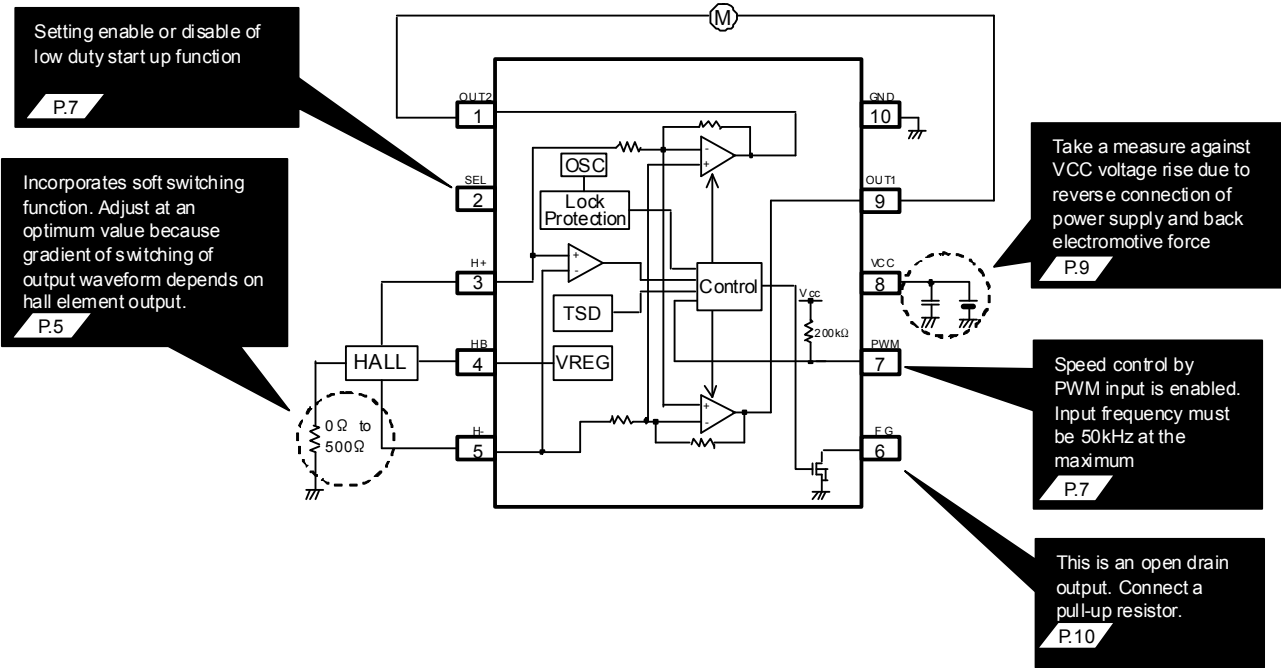 Setting enable or disable of
low duty start up function
P.7
Incorporates soft switching
function. Adjust at an
optimum value because
gradient of switching of
output waveform depends on
hall element output.
P.5
M
OUT2
1
SEL
2
H+
3
HB
4
H-
5
HALL
0Ω to
500Ω
OSC
Lock
Protection
-
+
+
-
TSD
VREG
Control
+
-
Vcc
200kΩ
GND
10
OUT1
9
VCC
8
PWM
7
FG
6
Take a measure against
VCC voltage rise due to
reverse connection of
power supply and back
electromotive force
P.9
Speed control by
PWM input is enabled.
Input frequency must
be 50kHz at the
maximum
P.7
This is an open drain
output. Connect a
pull-up resistor.
P.10